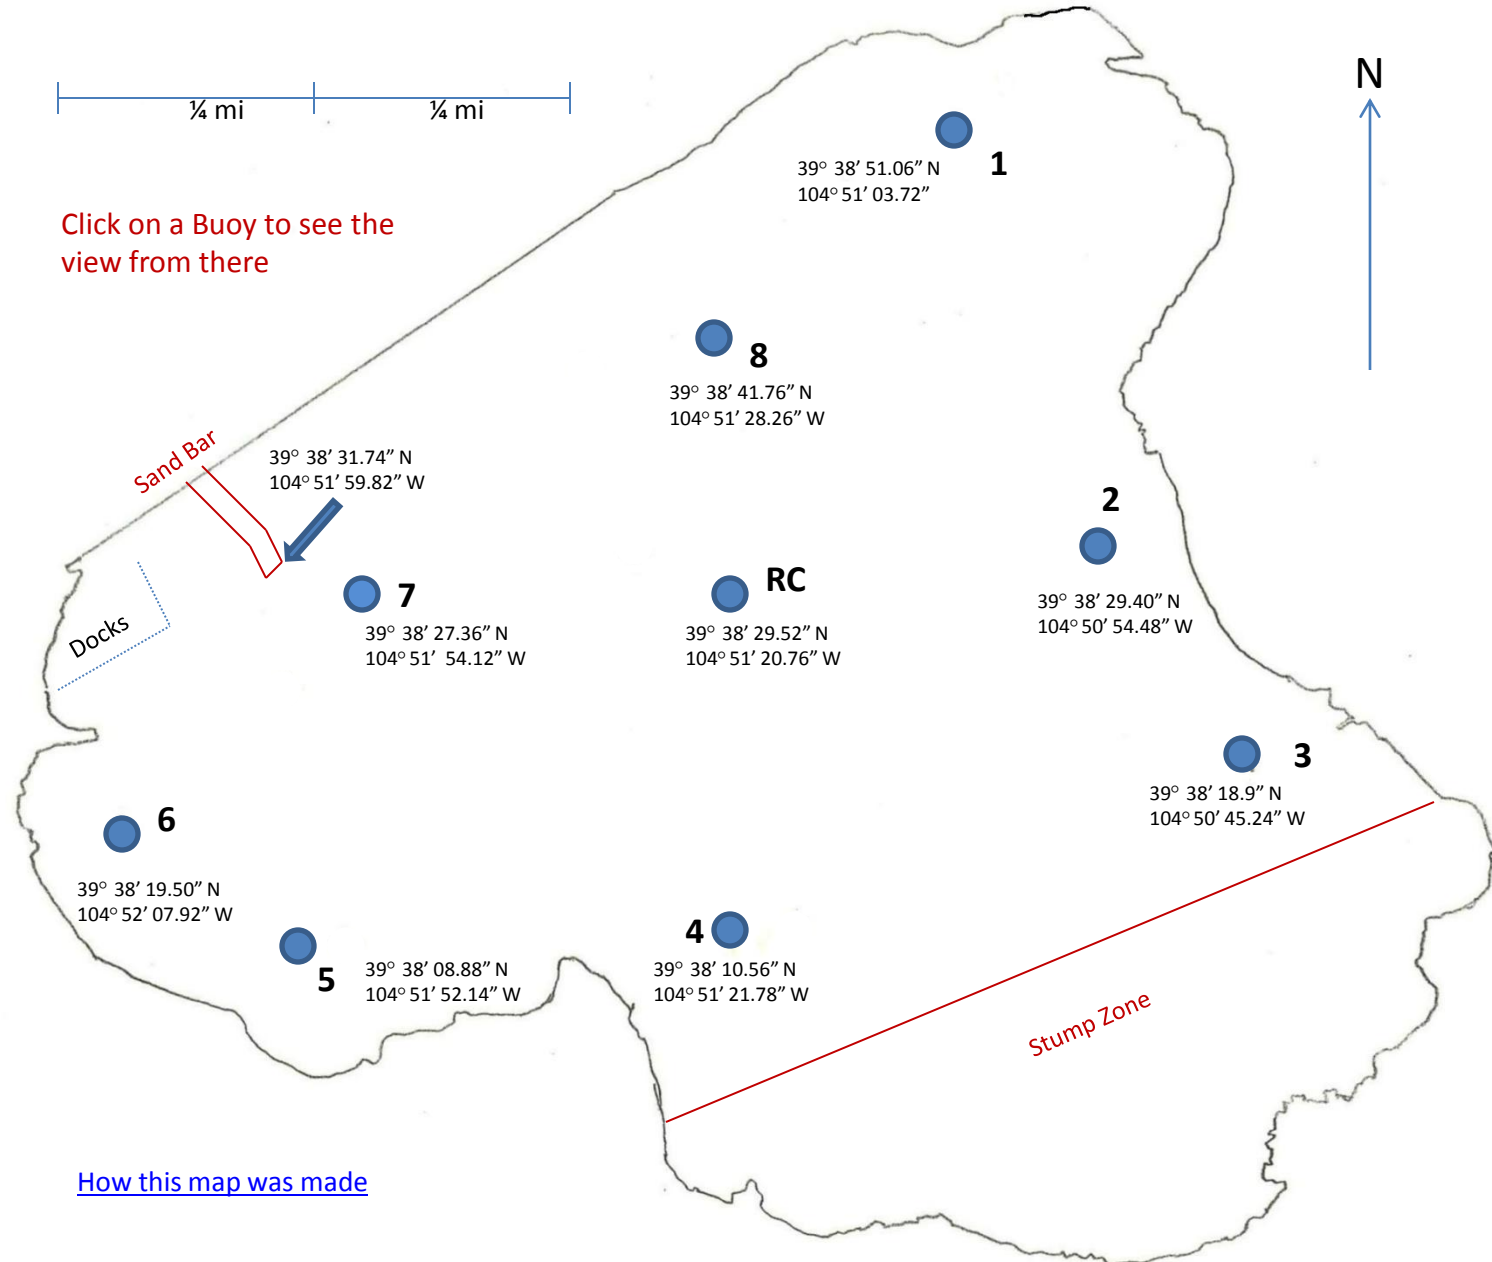 ¼ mi
¼ mi
N
Click on a Buoy to see the
view from there
1
39° 38’ 51.06” N
104° 51’ 03.72”
8
39° 38’ 41.76” N
104° 51’ 28.26” W
Sand Bar
39° 38’ 31.74” N
104° 51’ 59.82” W
2
39° 38’ 29.40” N
104° 50’ 54.48” W
RC
39° 38’ 29.52” N
104° 51’ 20.76” W
7
39° 38’ 27.36” N
104° 51’ 54.12” W
Docks
3
39° 38’ 18.9” N
104° 50’ 45.24” W
6
39° 38’ 19.50” N
104° 52’ 07.92” W
4
39° 38’ 10.56” N
104° 51’ 21.78” W
5
39° 38’ 08.88” N
104° 51’ 52.14” W
Stump Zone
How this map was made